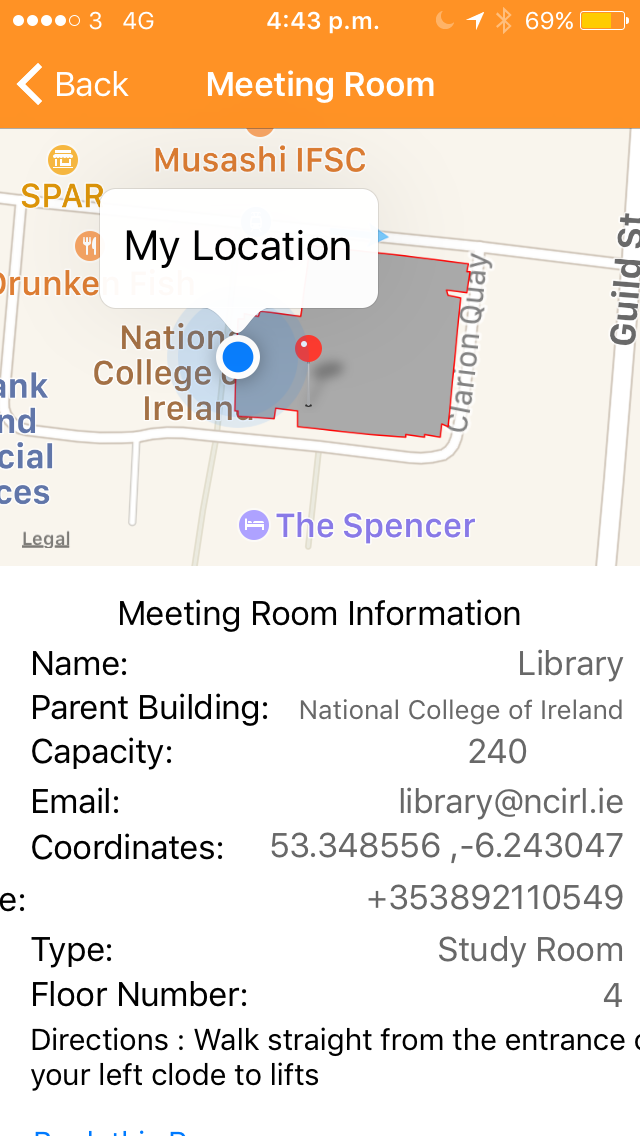 3 4G 4:43 p.m. 69%
Back Meeting Room
Musashi IFSC
SPAR
My Location
Drunken Fish
Guild St
Clarion Quay
National
College of
Ireland
ank
nd
cial
ces
The Spencer
Legal
Meeting Room Information
Name: Library
Parent Building: National College of Ireland
Capacity: 240
Email: library@ncirl.ie
Coordinates: 53.348556 ,-6.243047
e: +353892110549
Type: Study Room
Floor Number: 4
Directions : Walk straight from the entrance
your left clode to lifts